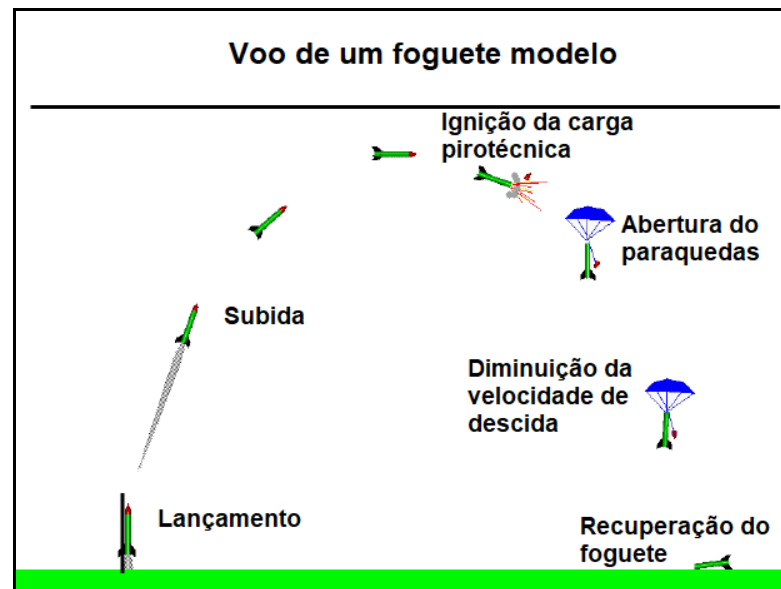 Voo de um foguete modelo
Ignição da carga
pirotécnica
Abertura do
paraquedas
Subida
Diminuição da
velocidade de
descida
Lançamento
Recuperação do
foguete